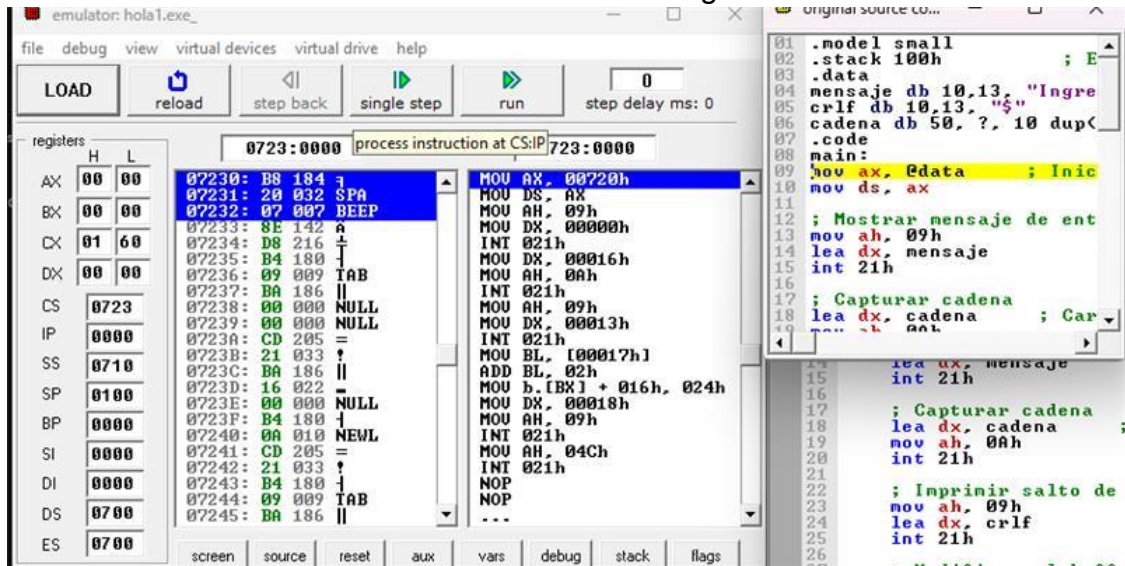 emulator: hola1.exe_
file debug view virtual devices virtual drive help
LOAD
reload
step back
single step
run
0
step delay ms: 0
process instruction at CS:IP
registers
H L
AX 00 00
BX 00 00
CX 01 60
DX 00 00
CS 0723
IP 0000
SS 0710
SP 0100
BP 0000
SI 0000
DI 0000
DS 0700
ES 0700
0723:0000
723:0000
07230: B8 184 ╕
07231: 20 032 SPA
07232: 07 007 BEEP
07233: 8E 142 Ä
07234: D8 216 ╪
07235: B4 180 ┤
07236: 09 009 TAB
07237: BA 186 ║
07238: 00 000 NULL
07239: 00 000 NULL
0723A: CD 205 =
0723B: 21 033 !
0723C: BA 186 ║
0723D: 16 022 ▬
0723E: 00 000 NULL
0723F: B4 180 ┤
07240: 0A 010 NEWL
07241: CD 205 =
07242: 21 033 !
07243: B4 180 ┤
07244: 09 009 TAB
07245: BA 186 ║
MOV AX, 00720h
MOV DS, AX
MOV AH, 09h
MOV DX, 00000h
INT 021h
MOV DX, 00016h
MOV AH, 0Ah
INT 021h
MOV AH, 09h
MOV DX, 00013h
INT 021h
MOV BL, [00017h]
ADD BL, 02h
MOV b.[BX] + 016h, 024h
MOV DX, 00018h
MOV AH, 09h
INT 021h
MOV AH, 04Ch
INT 021h
NOP
NOP
...
screen source reset aux vars debug stack flags
original source co...
01 .model small
02 .stack 100h ; E
03 .data
04 mensaje db 10,13, "Ingre
05 crlf db 10,13, "$"
06 cadena db 50, ?, 10 dup(
07 .code
08 main:
09 mov ax, @data ; Inic
10 mov ds, ax
11
12 ; Mostrar mensaje de ent
13 mov ah, 09h
14 lea dx, mensaje
15 int 21h
16
17 ; Capturar cadena
18 lea dx, cadena ; Car
19 mov ah, 0Ah
14 lea dx, mensaje
15 int 21h
16
17 ; Capturar cadena
18 lea dx, cadena ;
19 mov ah, 0Ah
20 int 21h
21
22 ; Imprimir salto de
23 mov ah, 09h
24 lea dx, crlf
25 int 21h
26